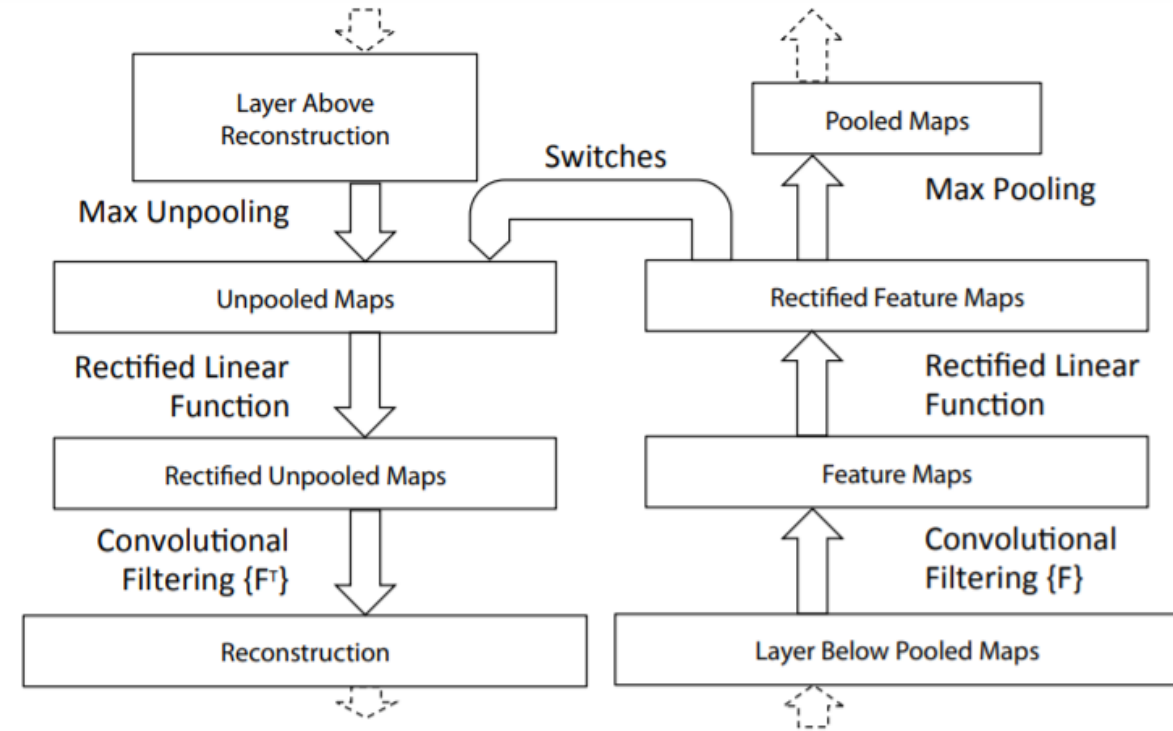 Layer Above
Reconstruction
Pooled Maps
Switches
Max Unpooling
Max Pooling
Unpooled Maps
Rectified Feature Maps
Rectified Linear
Function
Rectified Linear
Function
Rectified Unpooled Maps
Feature Maps
Convolutional
Filtering {Fᵀ}
Convolutional
Filtering {F}
Reconstruction
Layer Below Pooled Maps